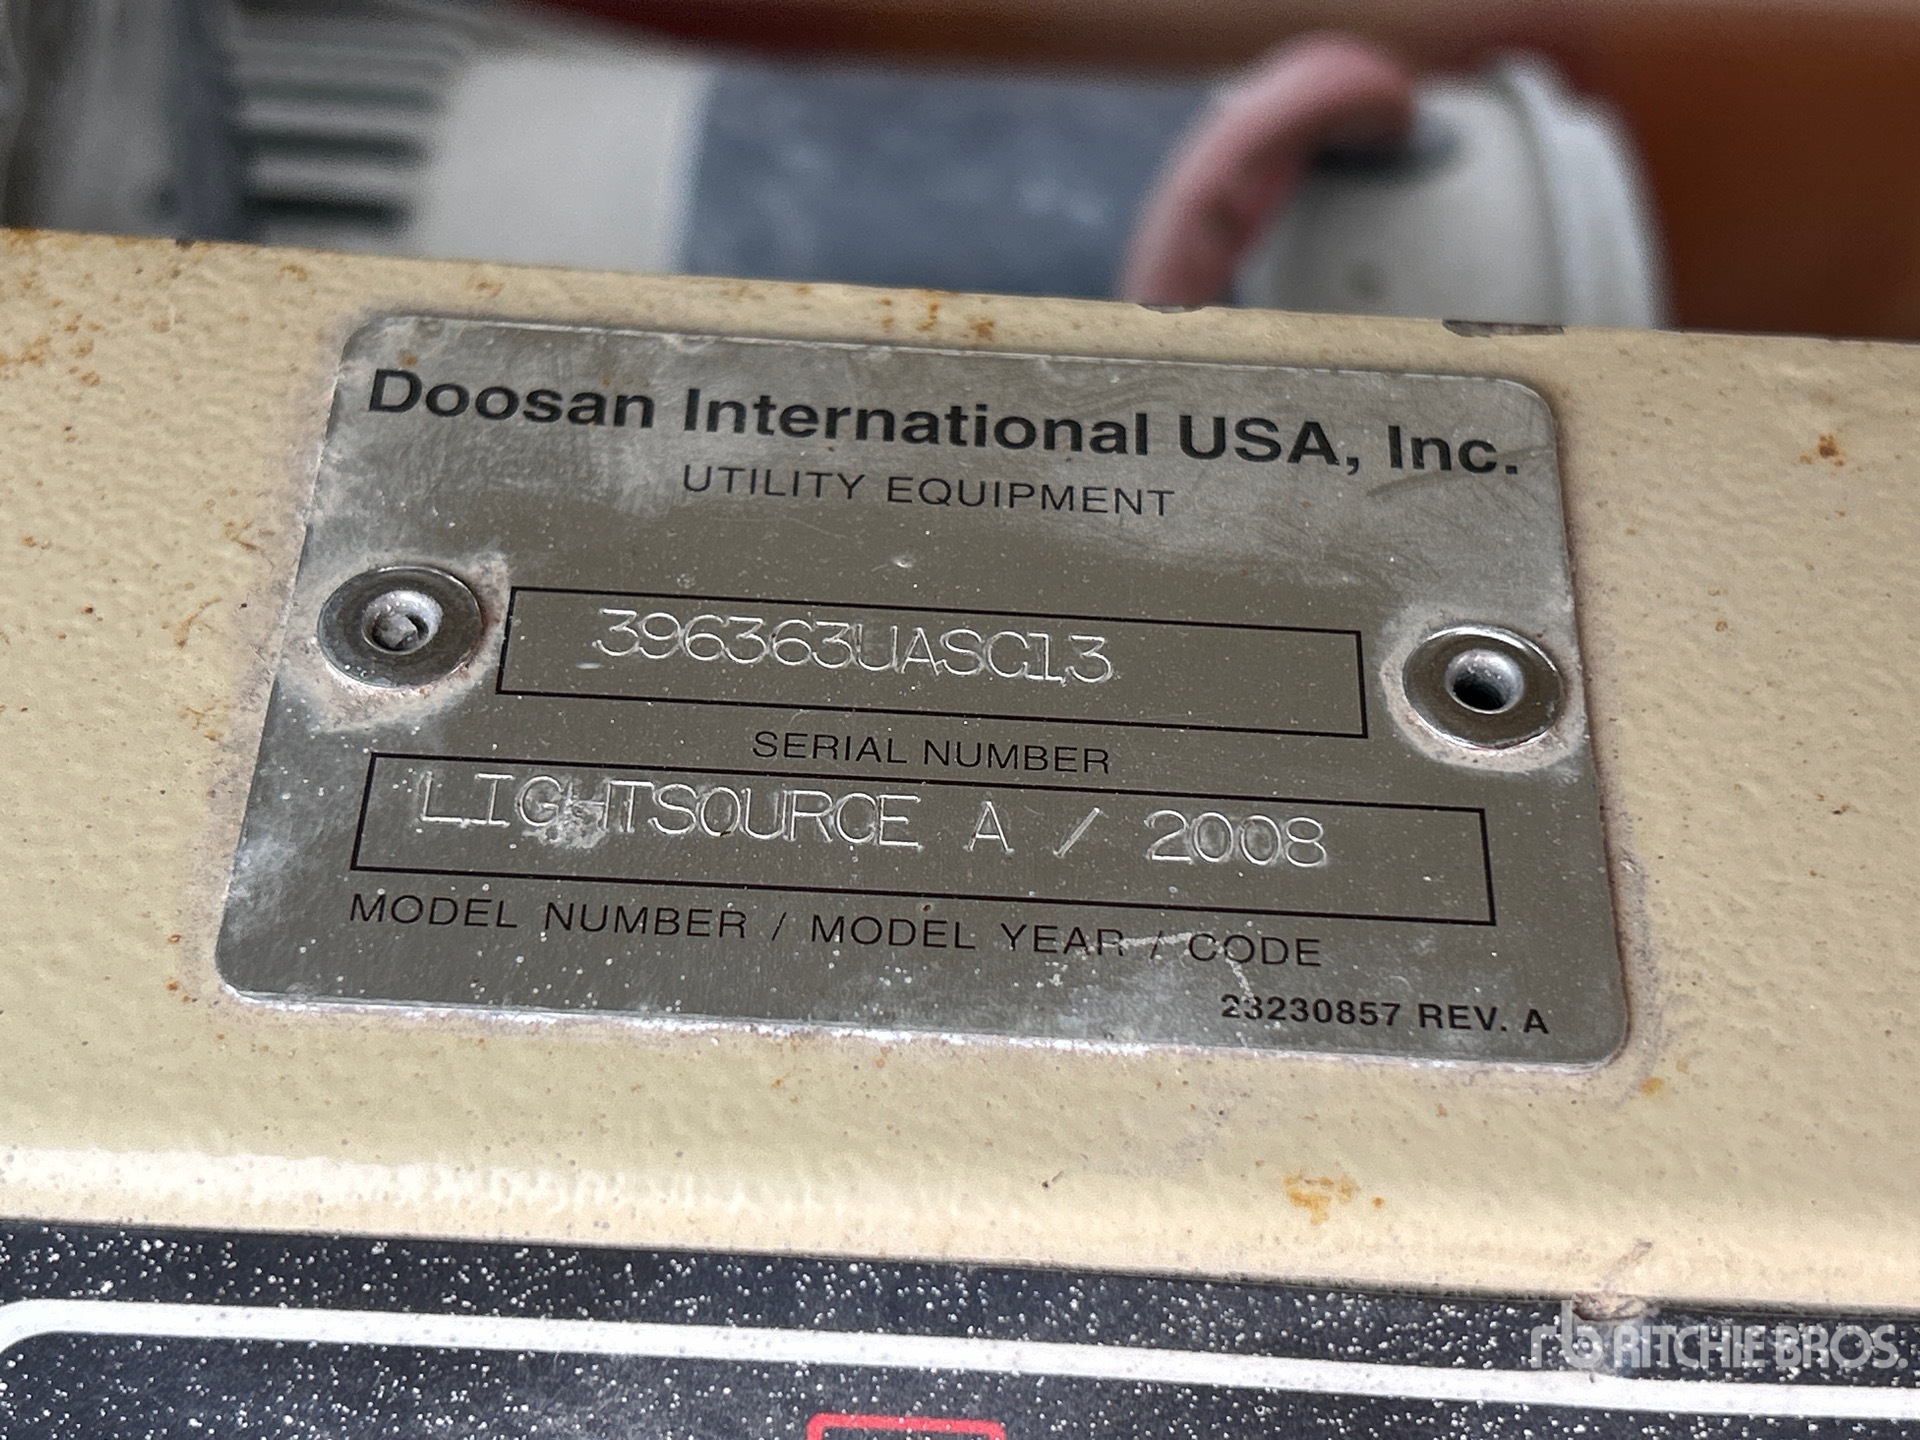 Doosan International USA, Inc.
UTILITY EQUIPMENT
396363UASC13
SERIAL NUMBER
LIGHTSOURCE A / 2008
MODEL NUMBER / MODEL YEAR / CODE
23230857 REV. A
rb RITCHIE BROS.